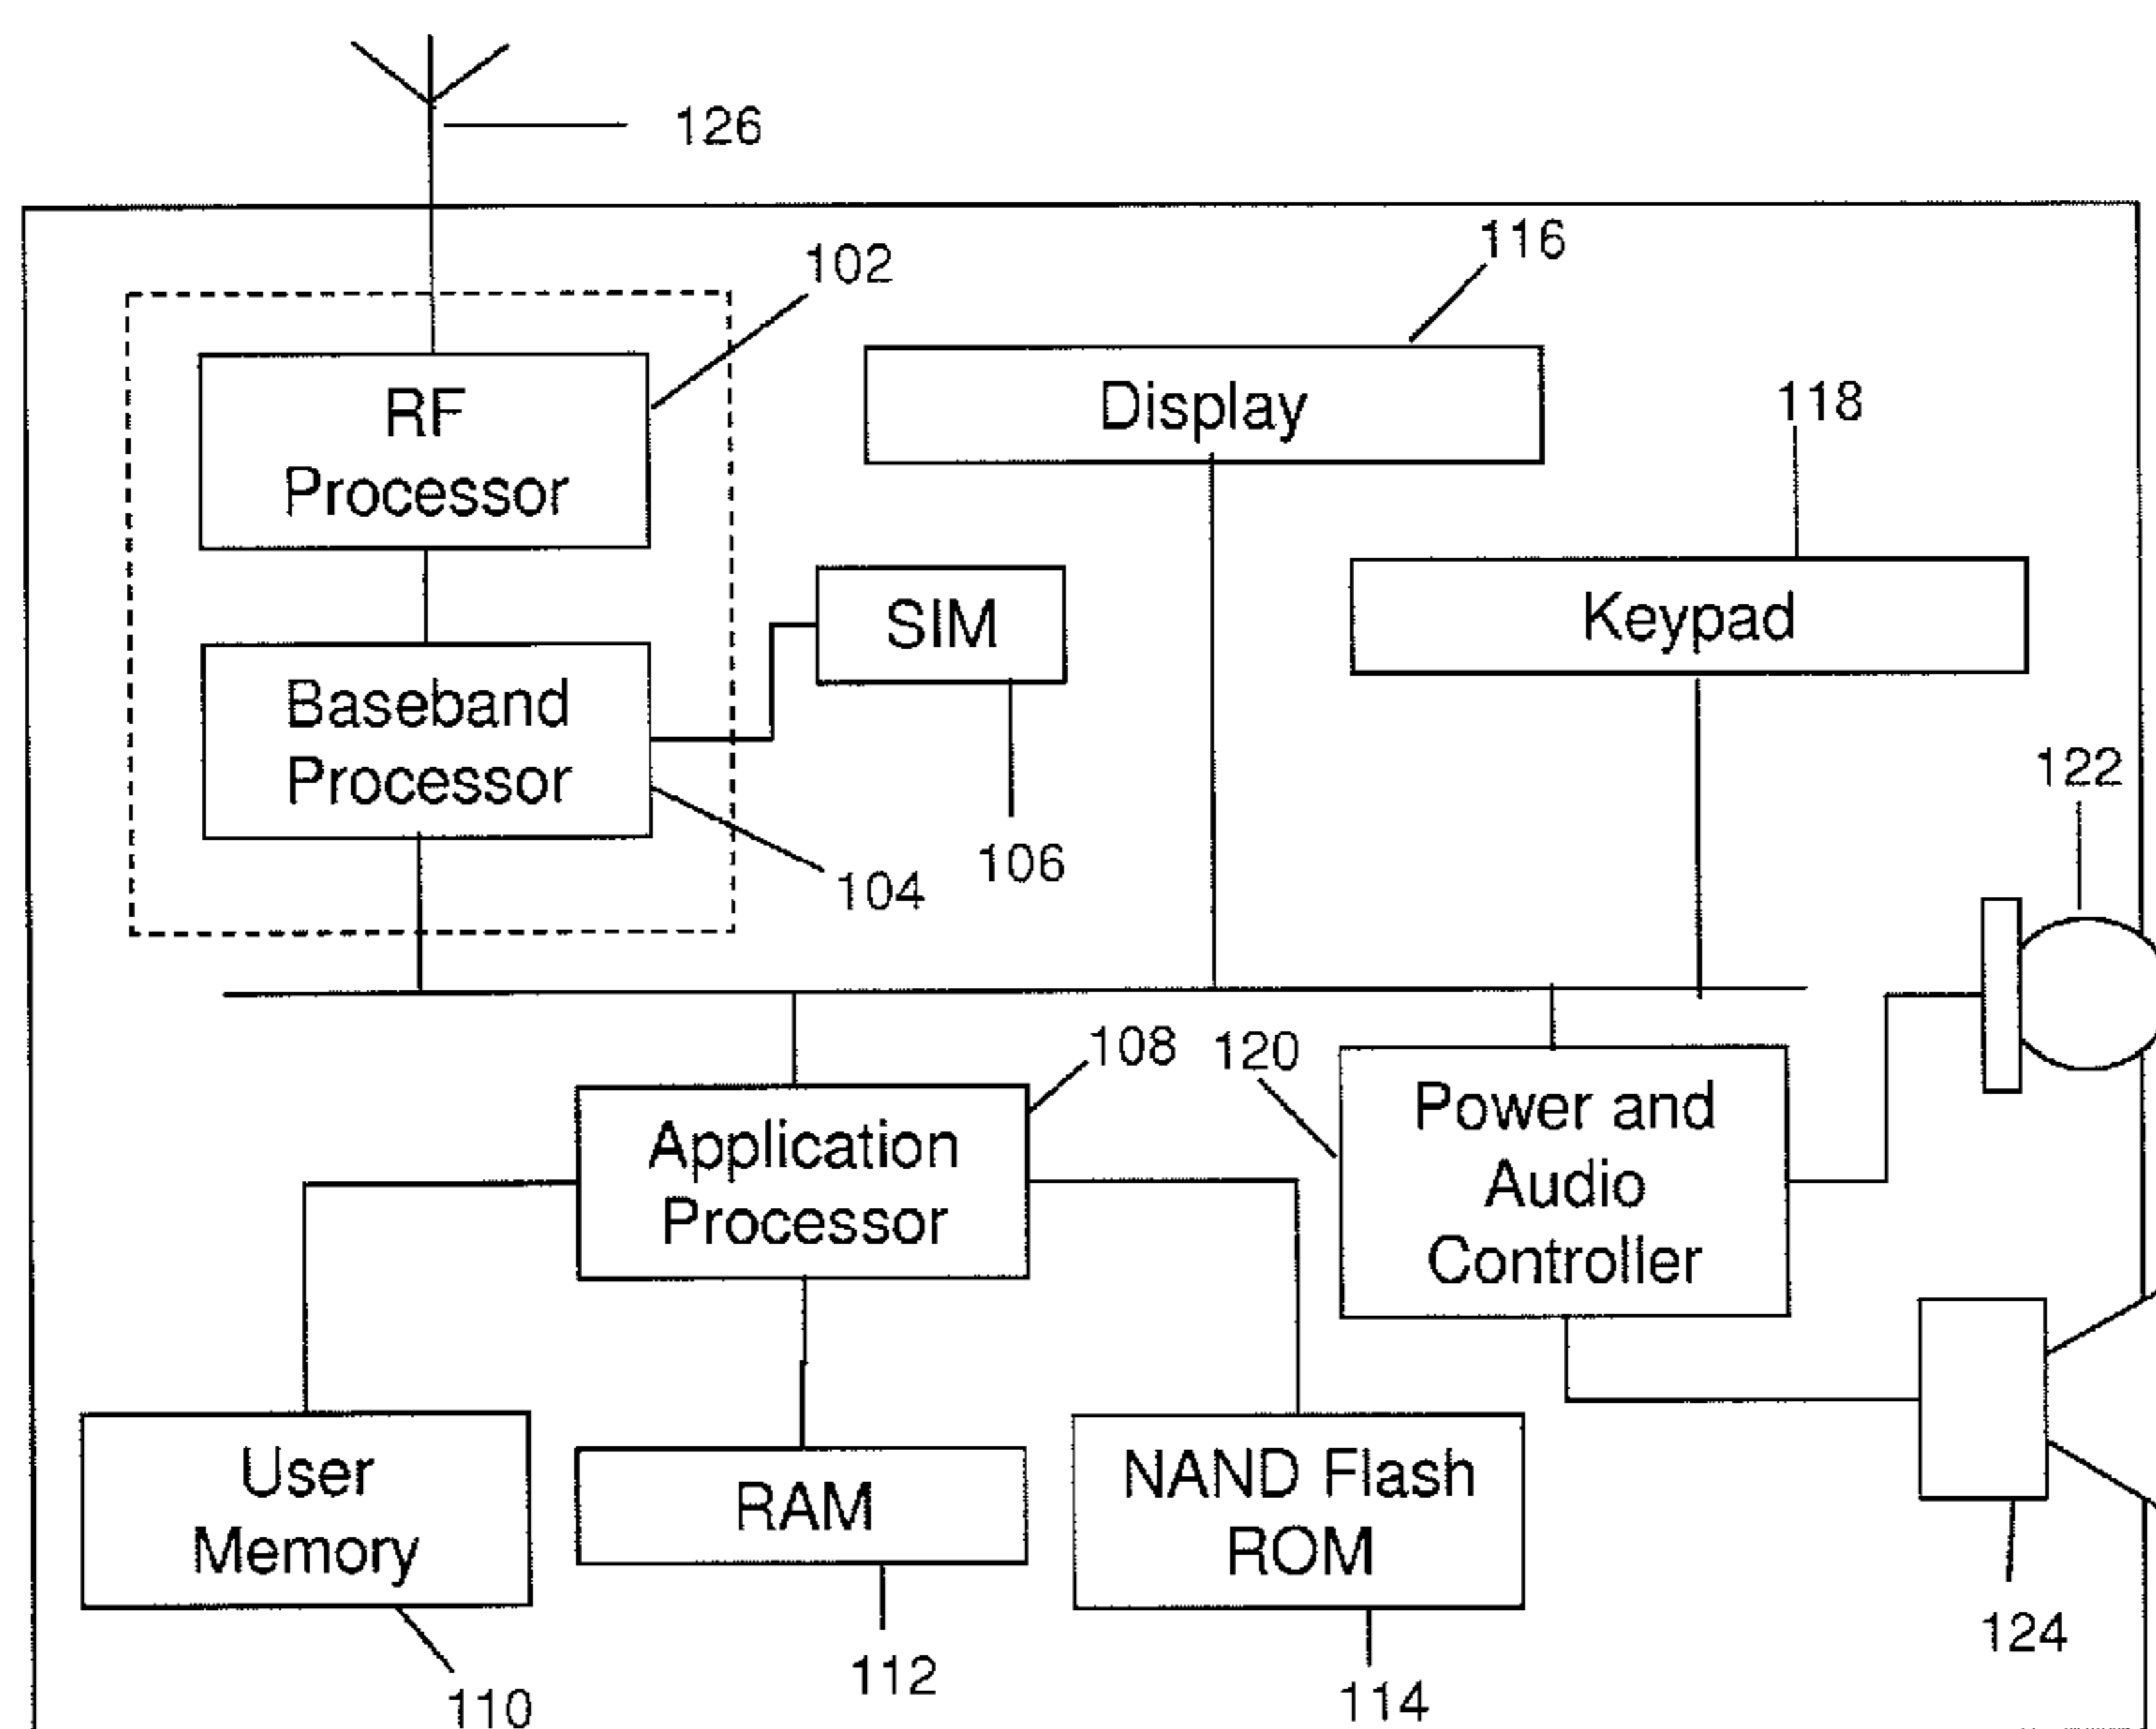 126
102
116
RF
Processor
Display
118
SIM
Keypad
Baseband
Processor
122
106
104
108
120
Application
Processor
Power and
Audio
Controller
User
Memory
RAM
NAND Flash
ROM
124
112
114
110